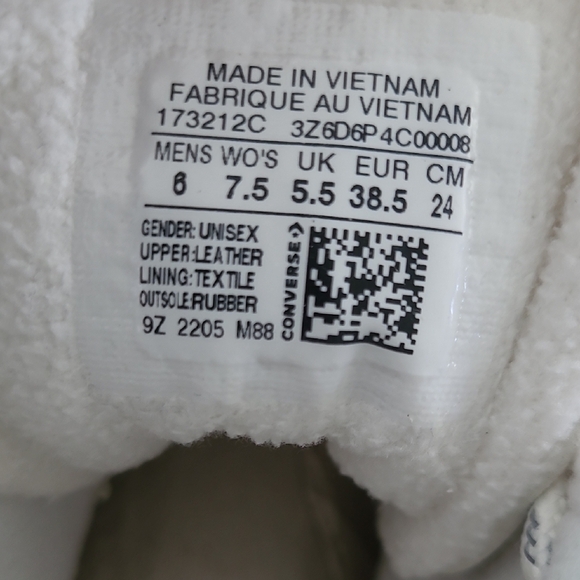 MADE IN VIETNAM
FABRIQUE AU VIETNAM
173212C 3Z6D6P4C00008
MENS WO'S UK EUR CM
6 7.5 5.5 38.5 24
GENDER: UNISEX
UPPER:LEATHER
LINING:TEXTILE
OUTSOLE:RUBBER
9Z 2205 M88
CONVERSE